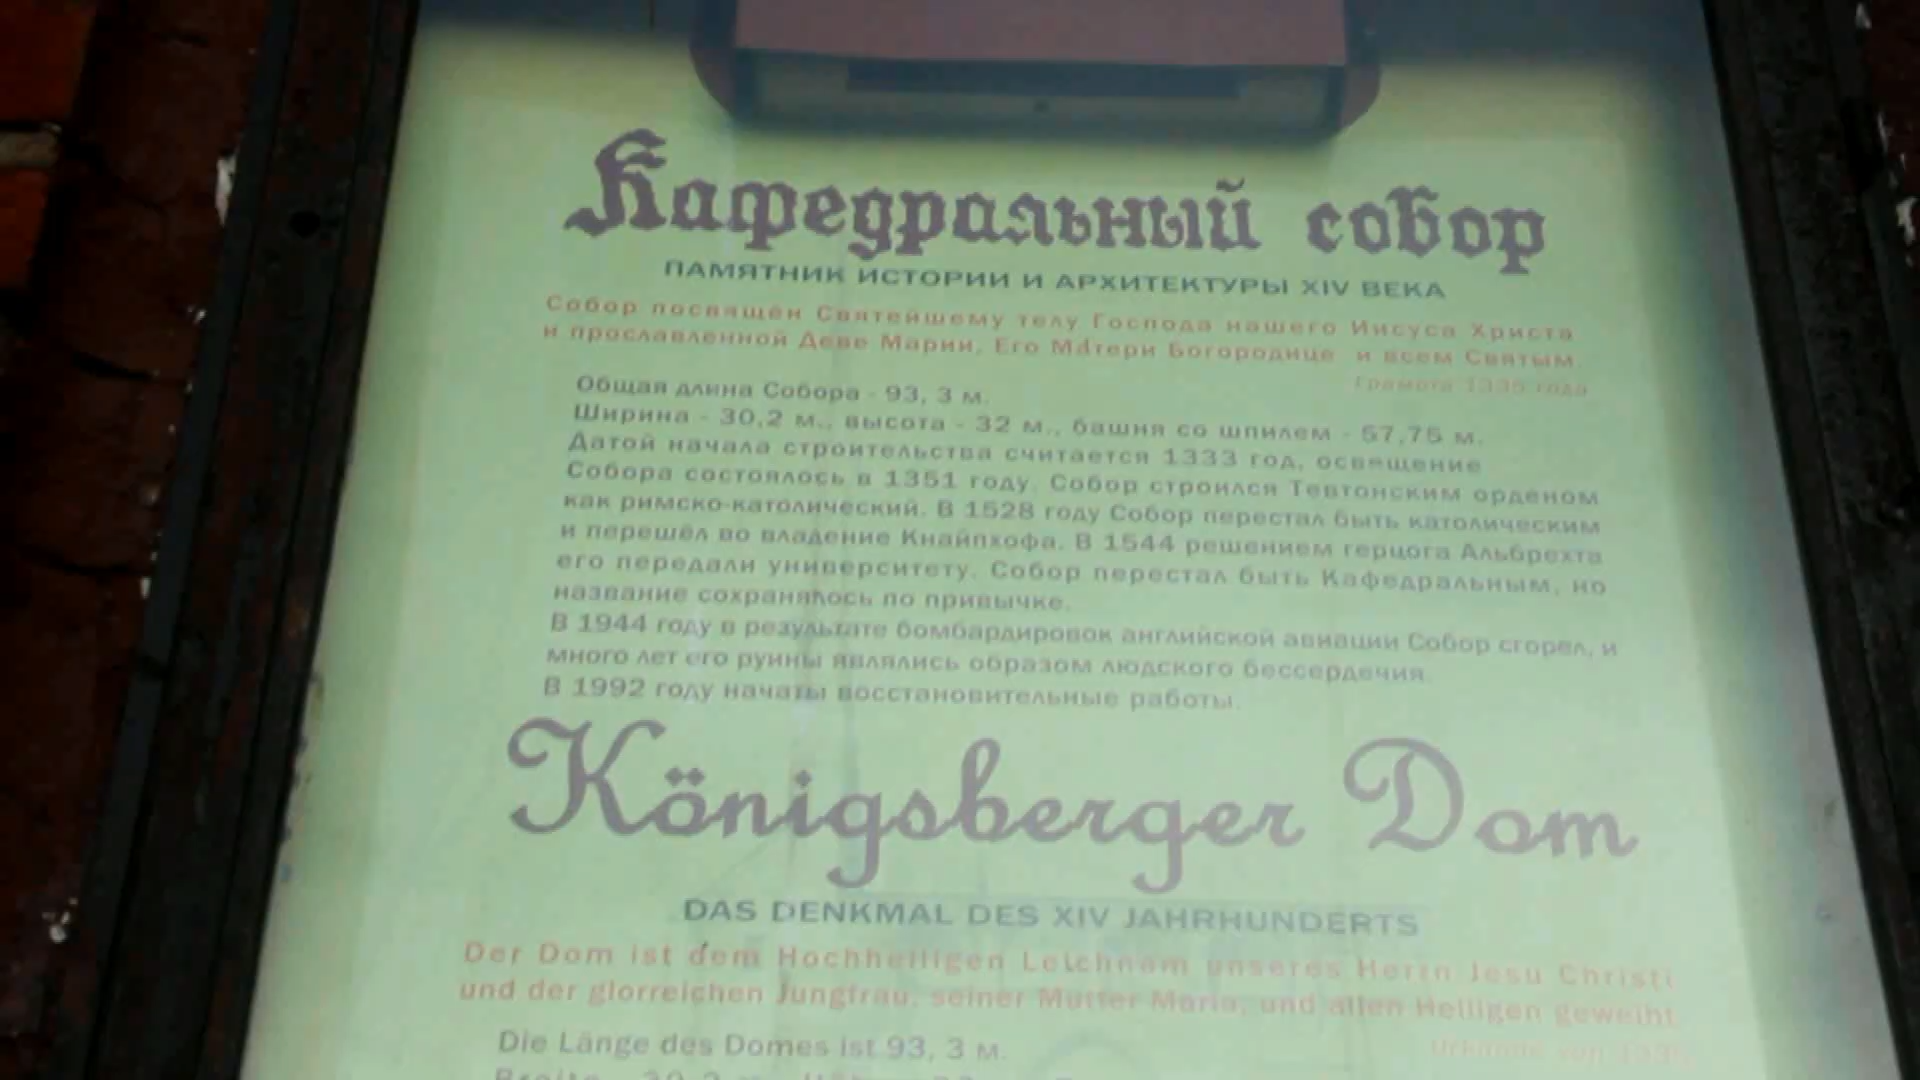 Кафедральный собор
ПАМЯТНИК ИСТОРИИ И АРХИТЕКТУРЫ XIV ВЕКА
Собор посвящён Святейшему телу Господа нашего Иисуса Христа
и прославленной Деве Марии, Его Матери Богородице и всем Святым
Грамота 1335 года
Общая длина Собора - 93, 3 м.
Ширина - 30,2 м., высота - 32 м., башня со шпилем - 57,75 м.
Датой начала строительства считается 1333 год, освящение
Собора состоялось в 1351 году. Собор строился Тевтонским орденом
как римско-католический. В 1528 году Собор перестал быть католическим
и перешёл во владение Кнайпхофа. В 1544 решением герцога Альбрехта
его передали университету. Собор перестал быть Кафедральным, но
название сохранялось по привычке.
В 1944 году в результате бомбардировок английской авиации Собор сгорел, и
много лет его руины являлись образом людского бессердечия.
В 1992 году начаты восстановительные работы.
Königsberger Dom
DAS DENKMAL DES XIV JAHRHUNDERTS
Der Dom ist dem Hochheiligen Leichnam unseres Herrn Jesu Christi
und der glorreichen Jungfrau, seiner Mutter Maria, und allen Heiligen geweiht
Urkunde von
Die Länge des Domes ist 93, 3 м.